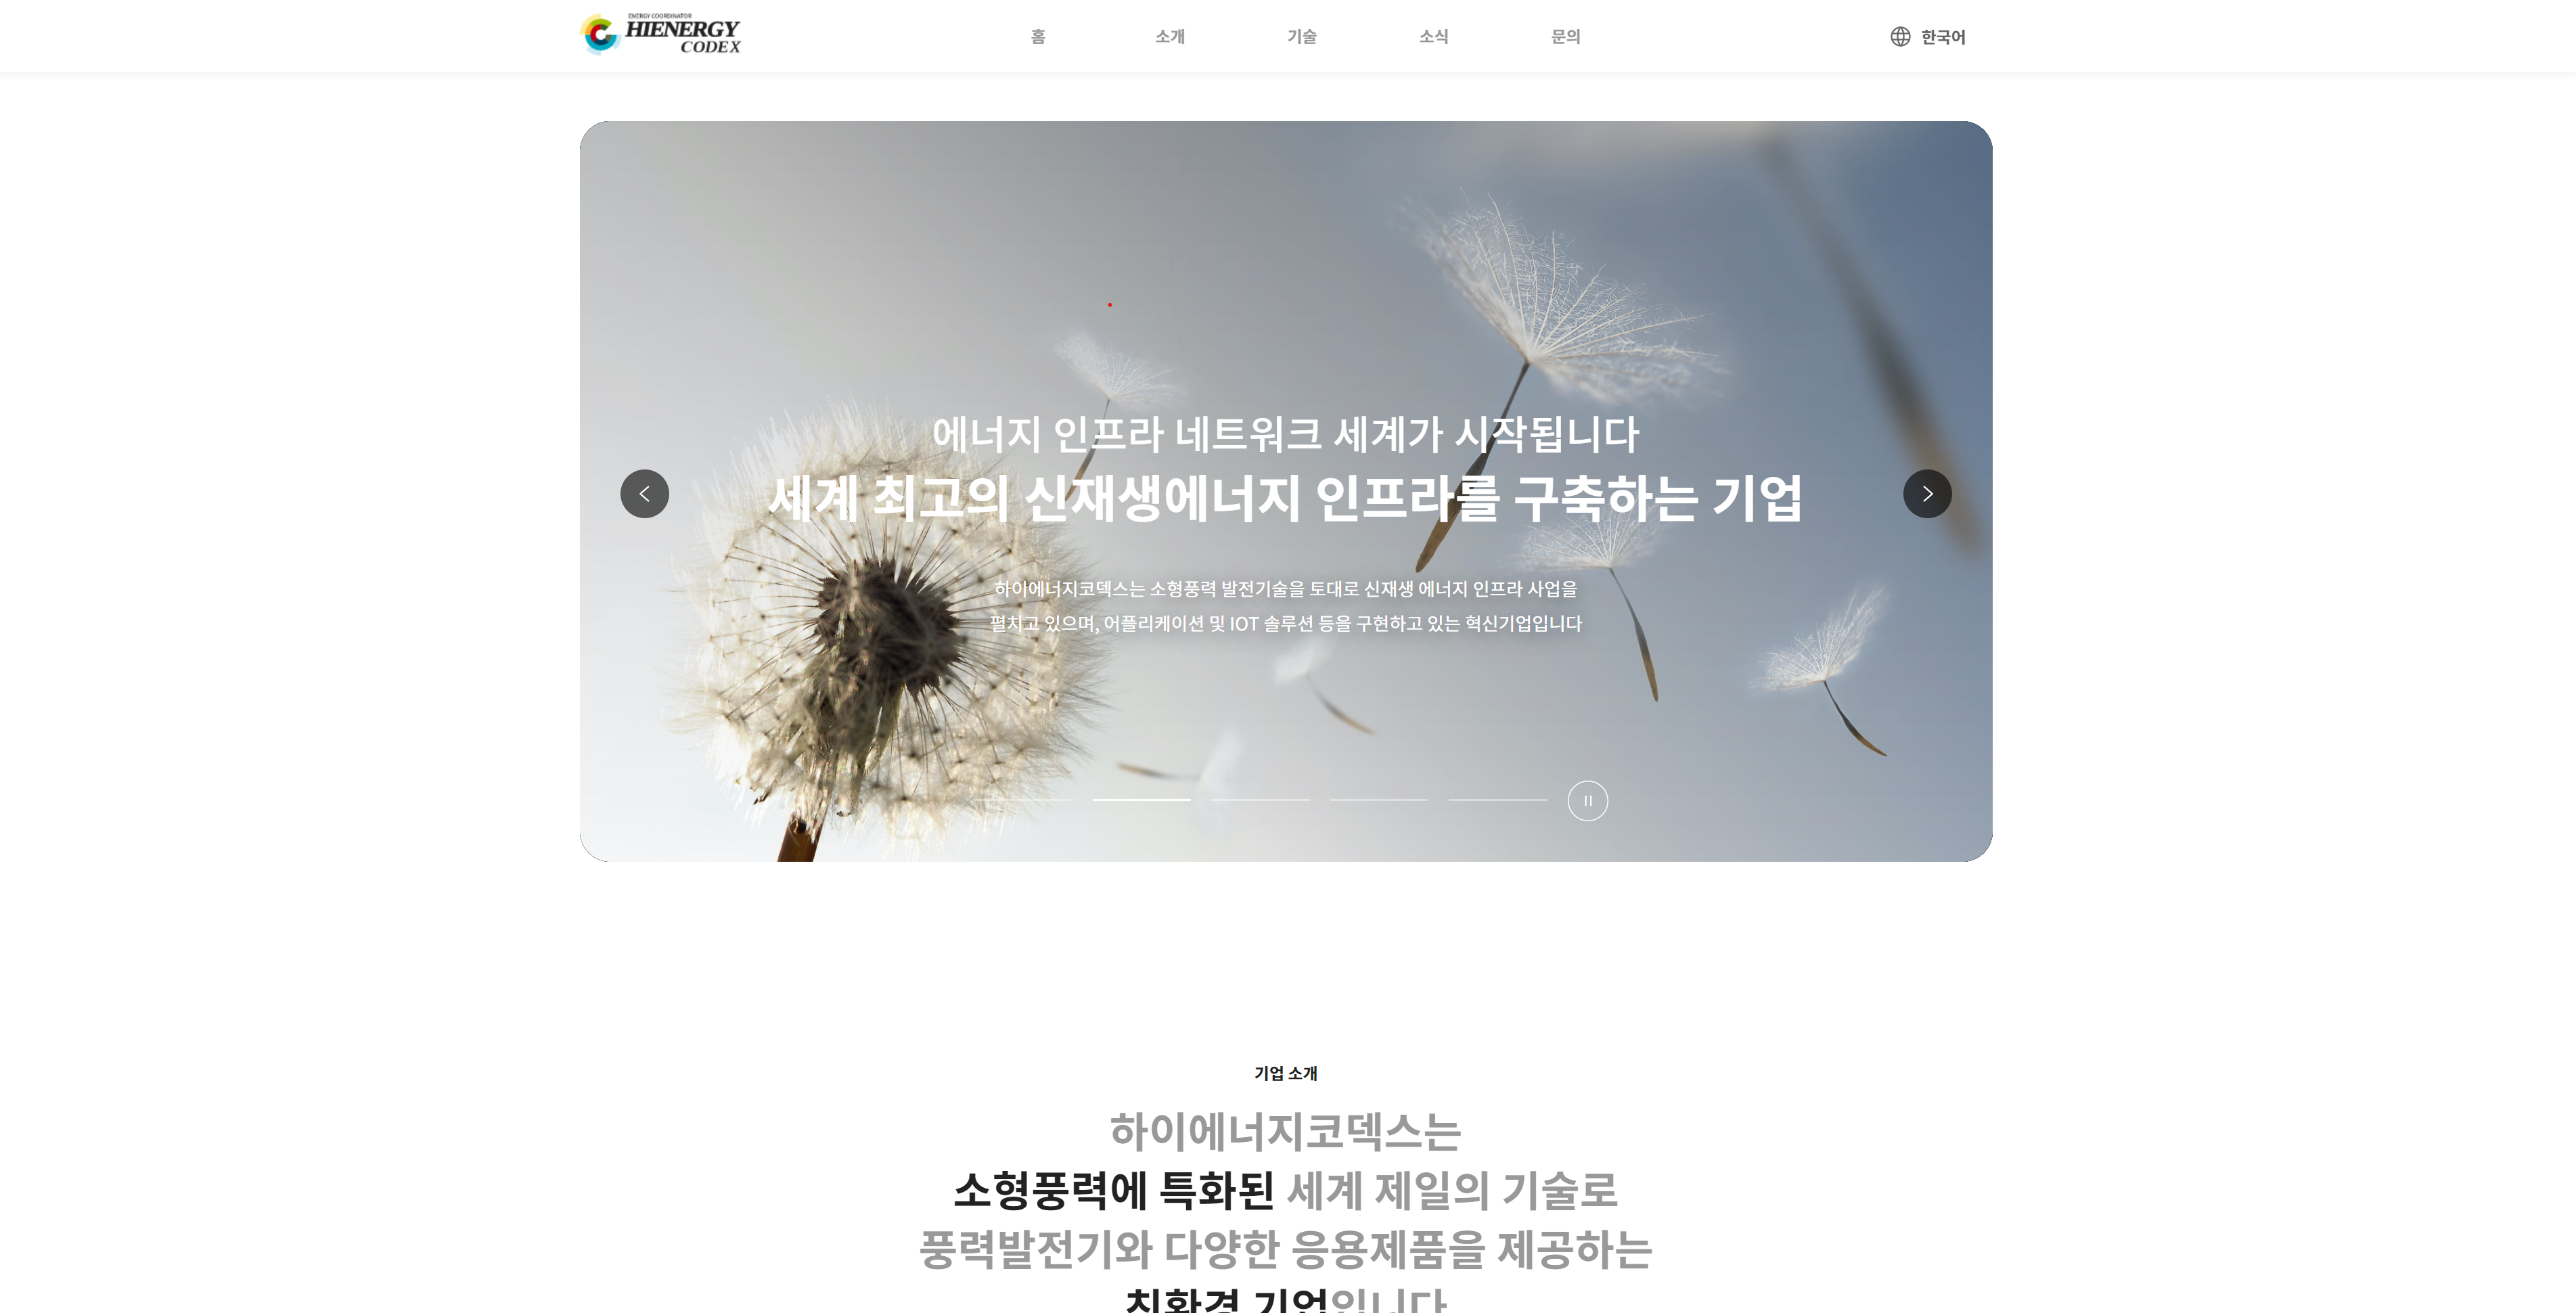 ENERGY COORDINATOR
HIENERGY
CODEX
홈
소개
기술
소식
문의
한국어
에너지 인프라 네트워크 세계가 시작됩니다
세계 최고의 신재생에너지 인프라를 구축하는 기업
하이에너지코덱스는 소형풍력 발전기술을 토대로 신재생 에너지 인프라 사업을
펼치고 있으며, 어플리케이션 및 IOT 솔루션 등을 구현하고 있는 혁신기업입니다
기업 소개
하이에너지코덱스는
소형풍력에 특화된 세계 제일의 기술로
풍력발전기와 다양한 응용제품을 제공하는
친환경 기업입니다